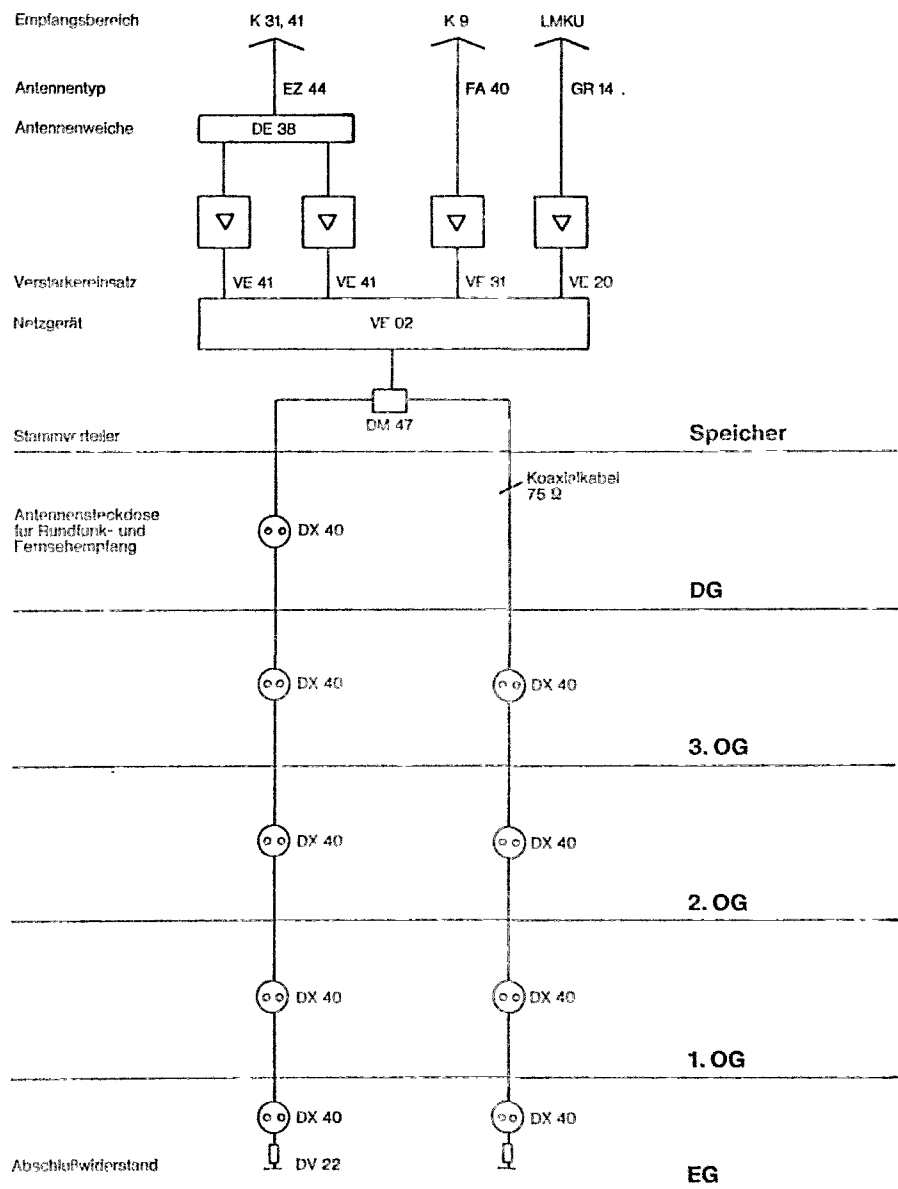 Empfangsbereich K 31, 41 K 9 LMKU
Antennentyp EZ 44 FA 40 GR 14
Antennenweiche DE 38
Verstarkereinsatz VE 41 VE 41 VE 31 VE 20
Netzgerät VE 02
DM 47
Speicher
Koaxialkabel
75 Ω
Antennensteckdose
fur Rundfunk- und
Fernsehempfang
DX 40
DG
DX 40 DX 40
3. OG
DX 40 DX 40
2. OG
DX 40 DX 40
1. OG
DX 40 DX 40
Abschlußwiderstand DV 22
EG